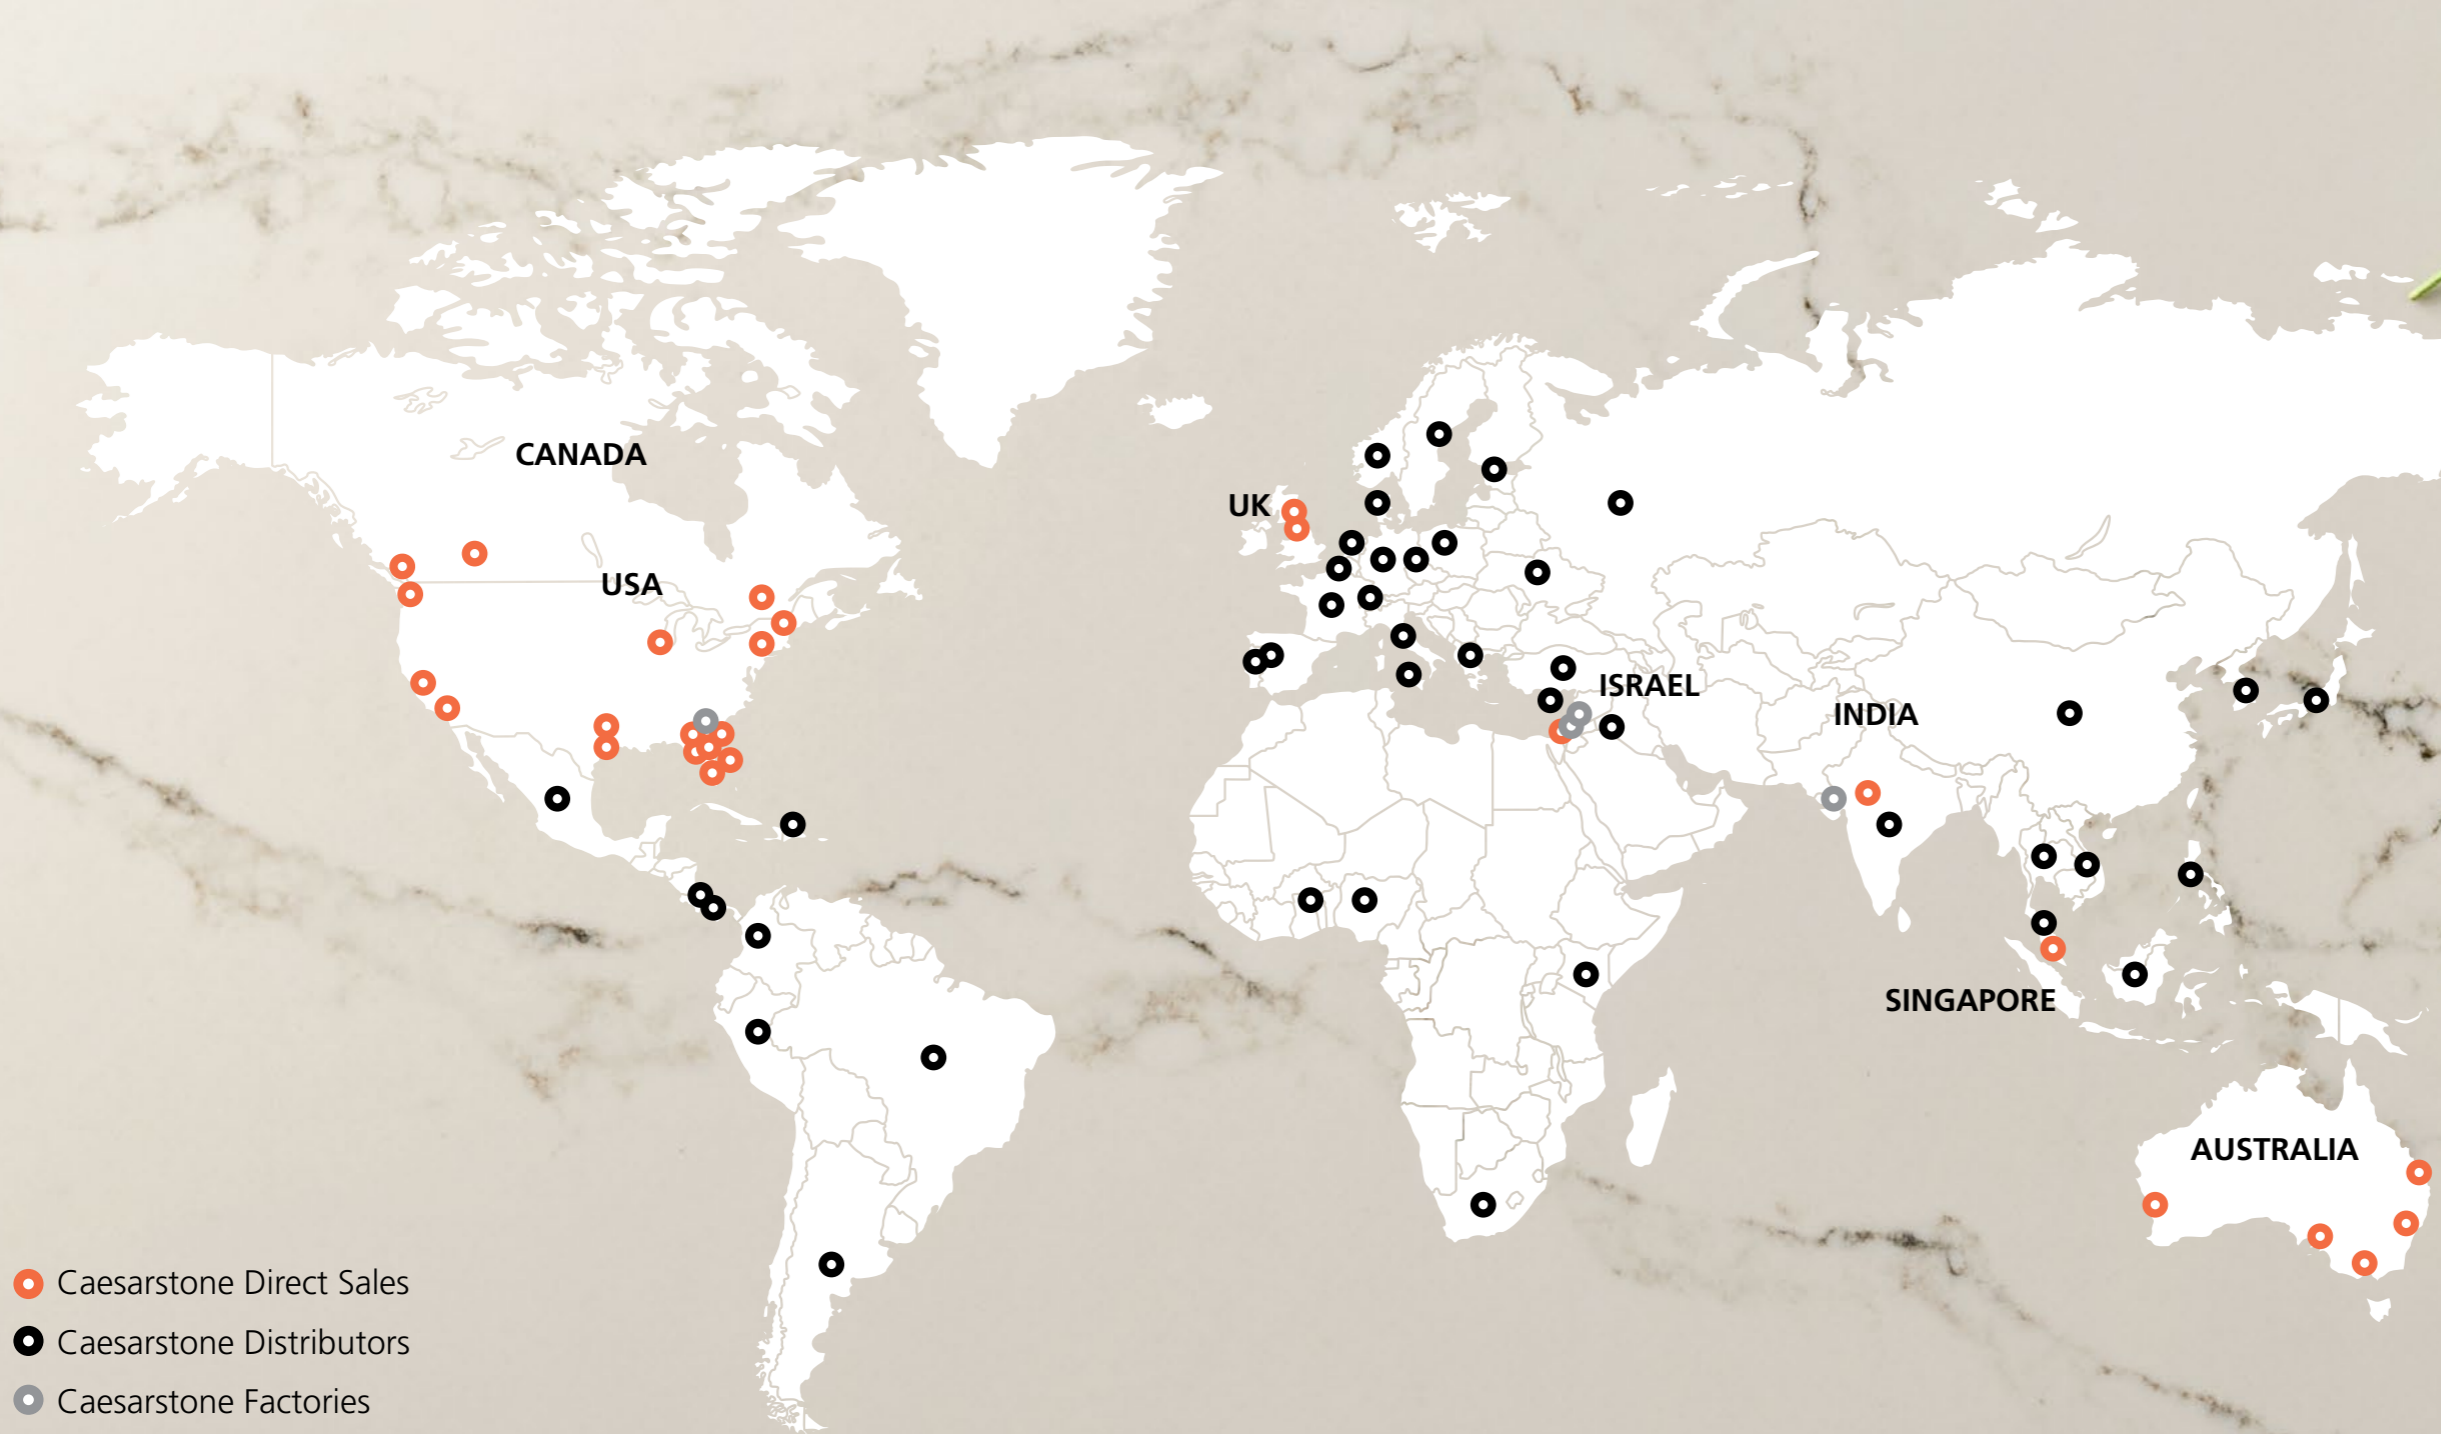 CANADA
USA
UK
ISRAEL
INDIA
SINGAPORE
AUSTRALIA
Caesarstone Direct Sales
Caesarstone Distributors
Caesarstone Factories